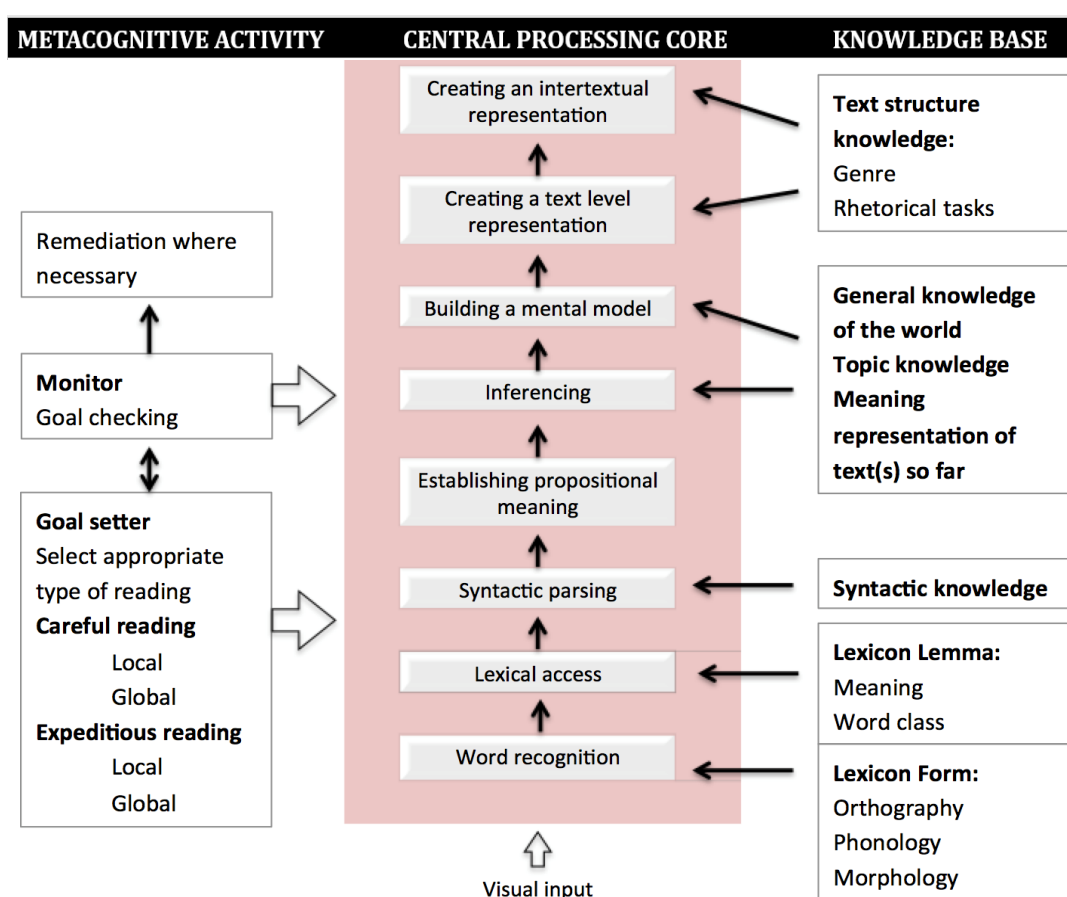 METACOGNITIVE ACTIVITY
CENTRAL PROCESSING CORE
KNOWLEDGE BASE
Remediation where
necessary
Monitor
Goal checking
Goal setter
Select appropriate
type of reading
Careful reading
Local
Global
Expeditious reading
Local
Global
Creating an intertextual
representation
Creating a text level
representation
Building a mental model
Inferencing
Establishing propositional
meaning
Syntactic parsing
Lexical access
Word recognition
Visual input
Text structure
knowledge:
Genre
Rhetorical tasks
General knowledge
of the world
Topic knowledge
Meaning
representation of
text(s) so far
Syntactic knowledge
Lexicon Lemma:
Meaning
Word class
Lexicon Form:
Orthography
Phonology
Morphology